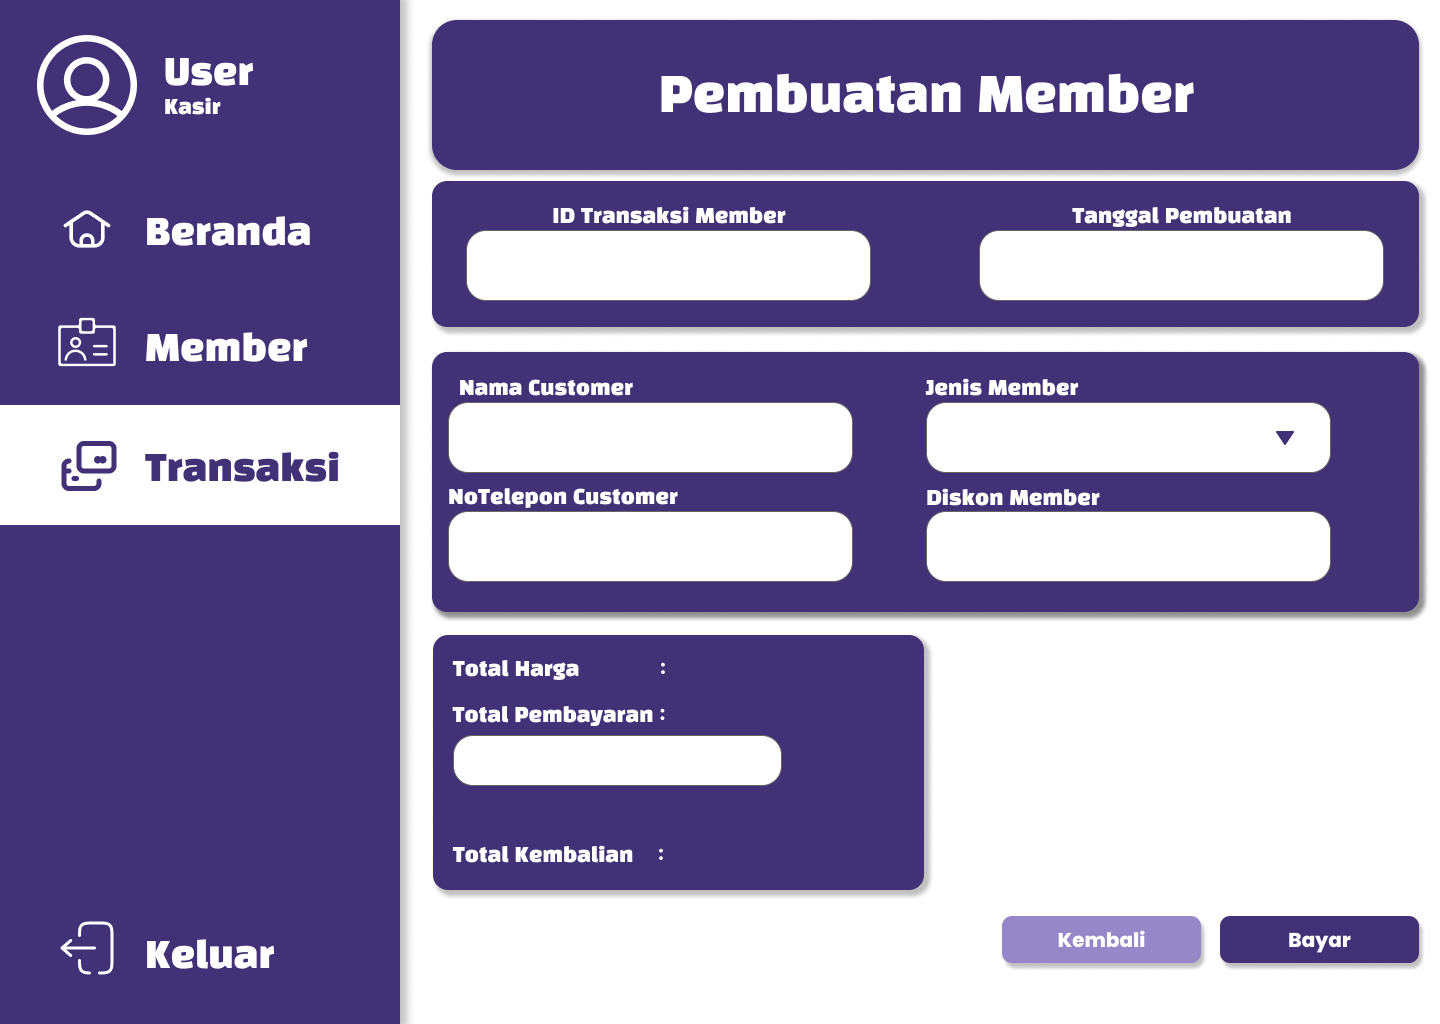 User
Kasir
Beranda
Member
Transaksi
Keluar
Pembuatan Member
ID Transaksi Member
Tanggal Pembuatan
Nama Customer
Jenis Member
NoTelepon Customer
Diskon Member
Total Harga :
Total Pembayaran :
Total Kembalian :
Kembali
Bayar